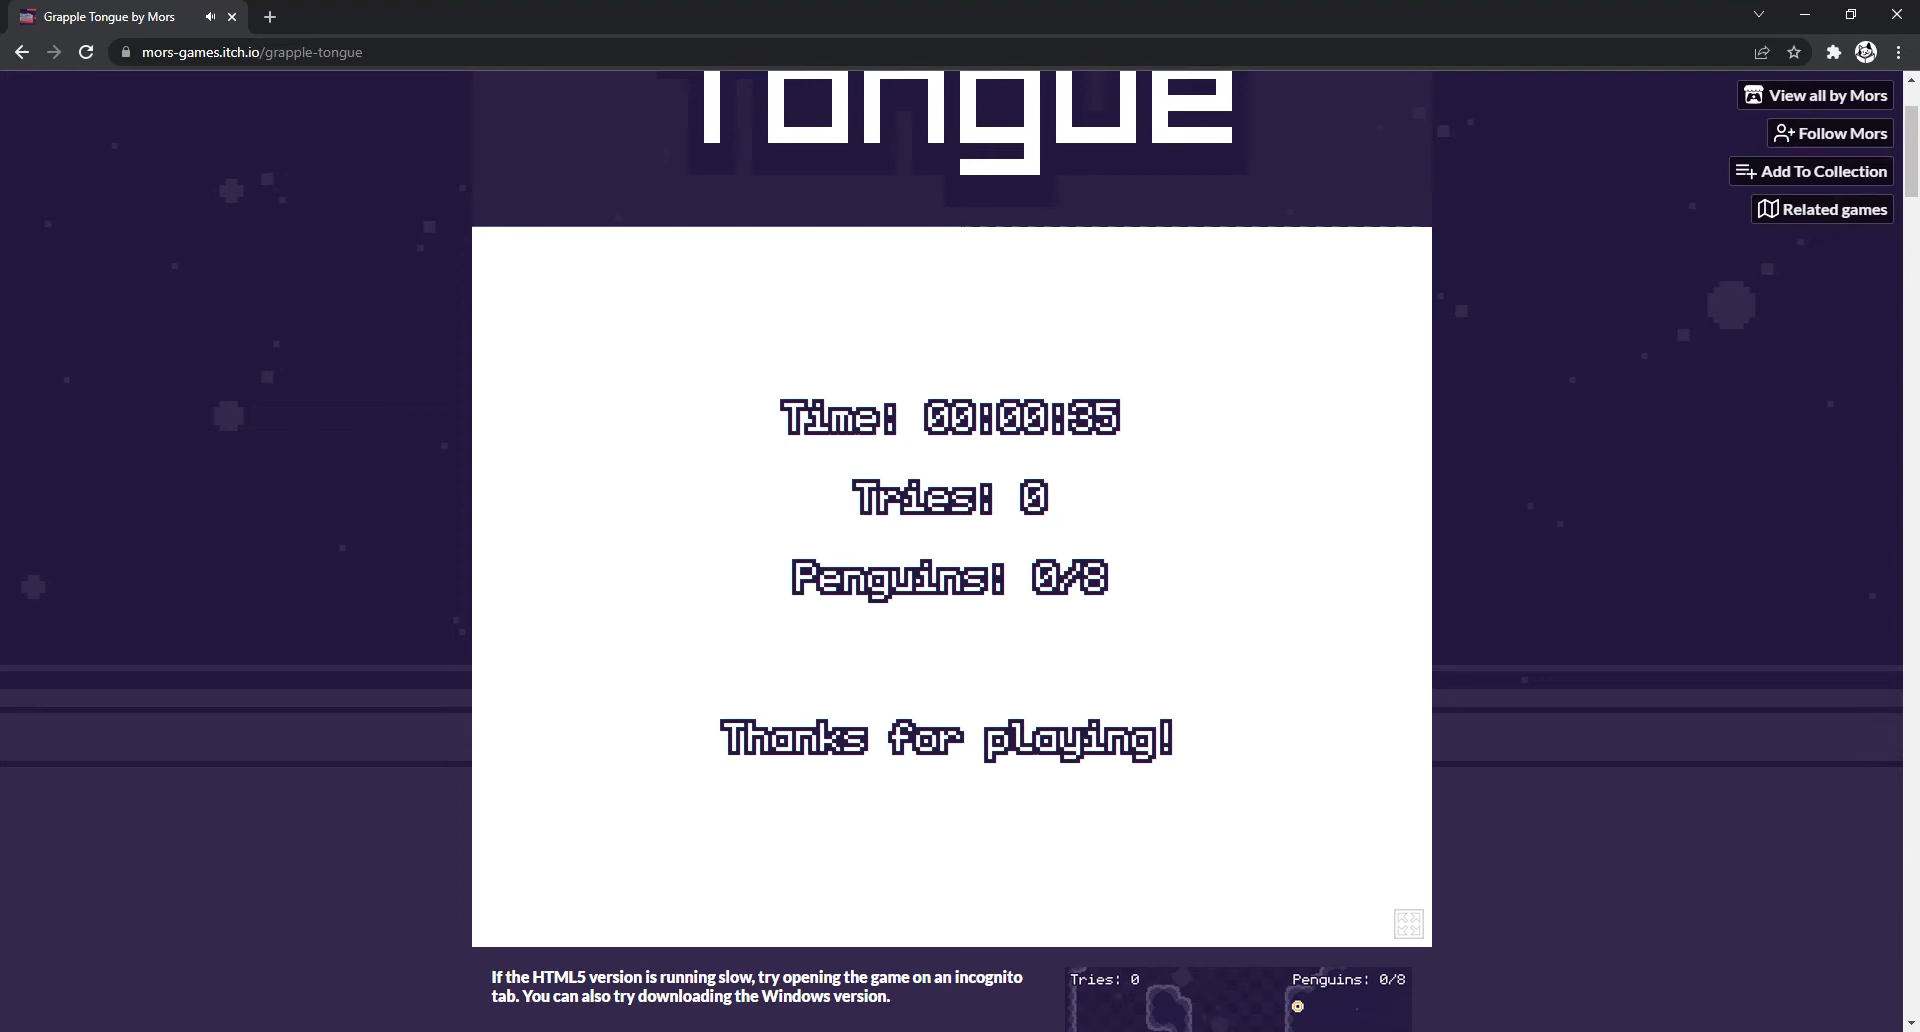 Grapple Tongue by Mors
mors-games.itch.io/grapple-tongue
Tongue
View all by Mors
Follow Mors
Add To Collection
Related games
Time: 00:00:35
Tries: 0
Penguins: 0/8
Thanks for playing!
If the HTML5 version is running slow, try opening the game on an incognito
tab. You can also try downloading the Windows version.
Tries: 0
Penguins: 0/8